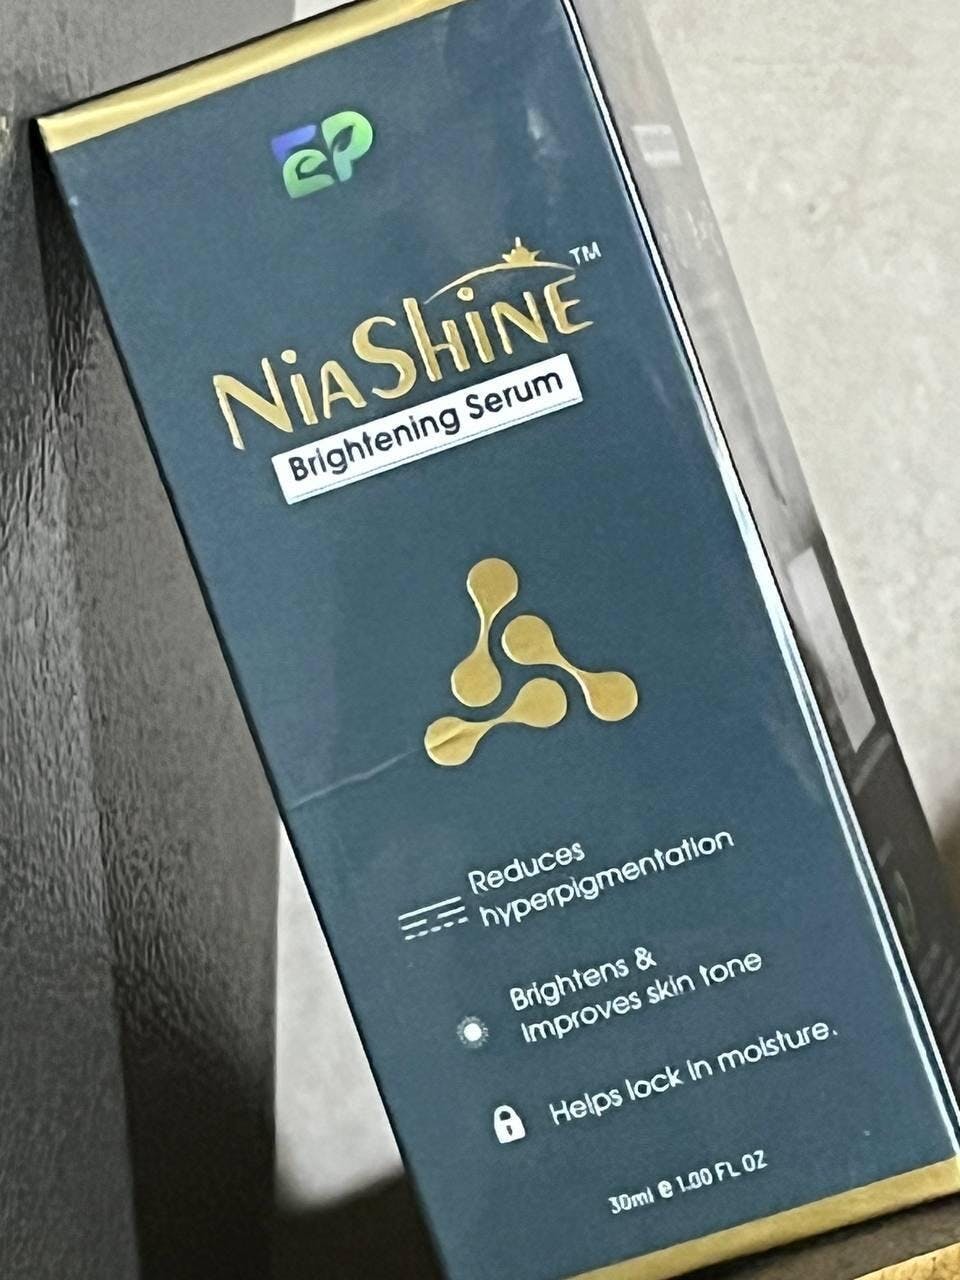 EP
NiaShiNE™
Brightening Serum
Reduces
hyperpigmentation
Brightens &
Improves skin tone
Helps lock in moisture.
30ml e 1.00 FL OZ